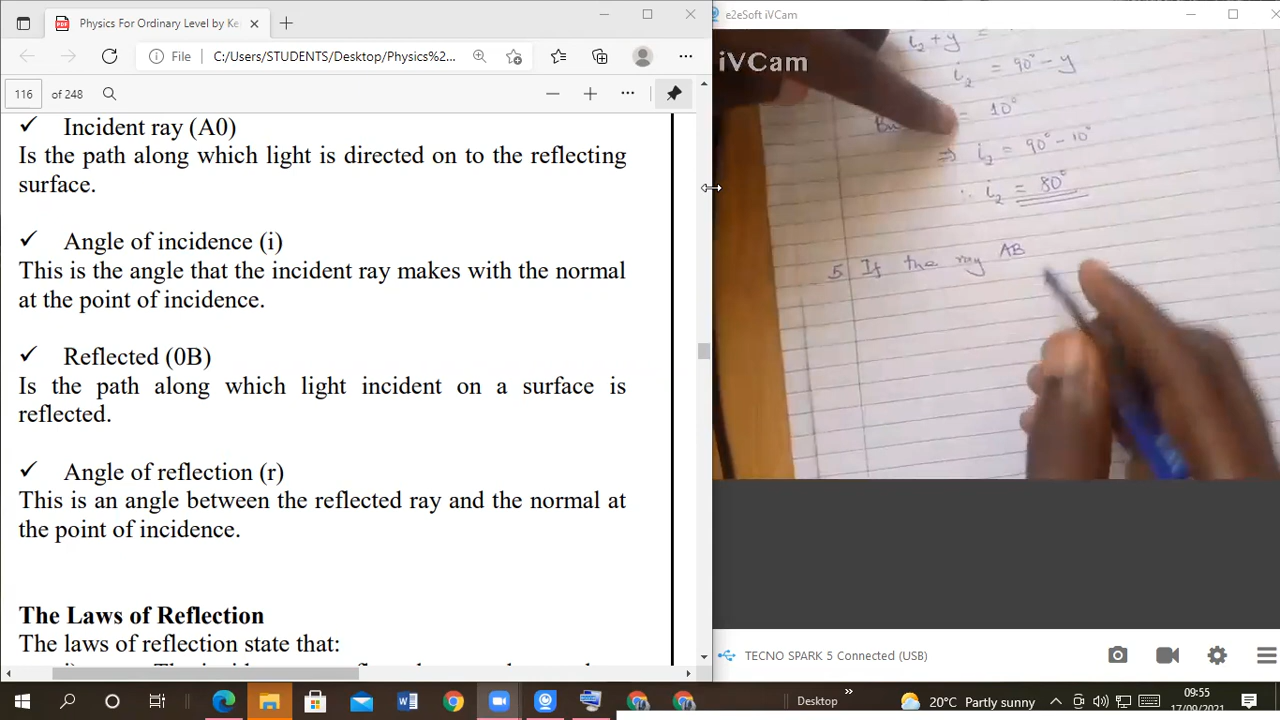 Physics For Ordinary Level by Ke
e2eSoft iVCam
File
C:/Users/STUDENTS/Desktop/Physics%2...
116 of 248
✓ Incident ray (A0)
Is the path along which light is directed on to the reflecting
surface.
✓ Angle of incidence (i)
This is the angle that the incident ray makes with the normal
at the point of incidence.
✓ Reflected (0B)
Is the path along which light incident on a surface is
reflected.
✓ Angle of reflection (r)
This is an angle between the reflected ray and the normal at
the point of incidence.
The Laws of Reflection
The laws of reflection state that:
iVCam
i₂ + y =
i₂ = 90° - y
= 10°
⇒ i₂ = 90° - 10°
∴ i₂ = 80°
5 If the ray AB
TECNO SPARK 5 Connected (USB)
Desktop
20°C Partly sunny
09:55
17/09/2021